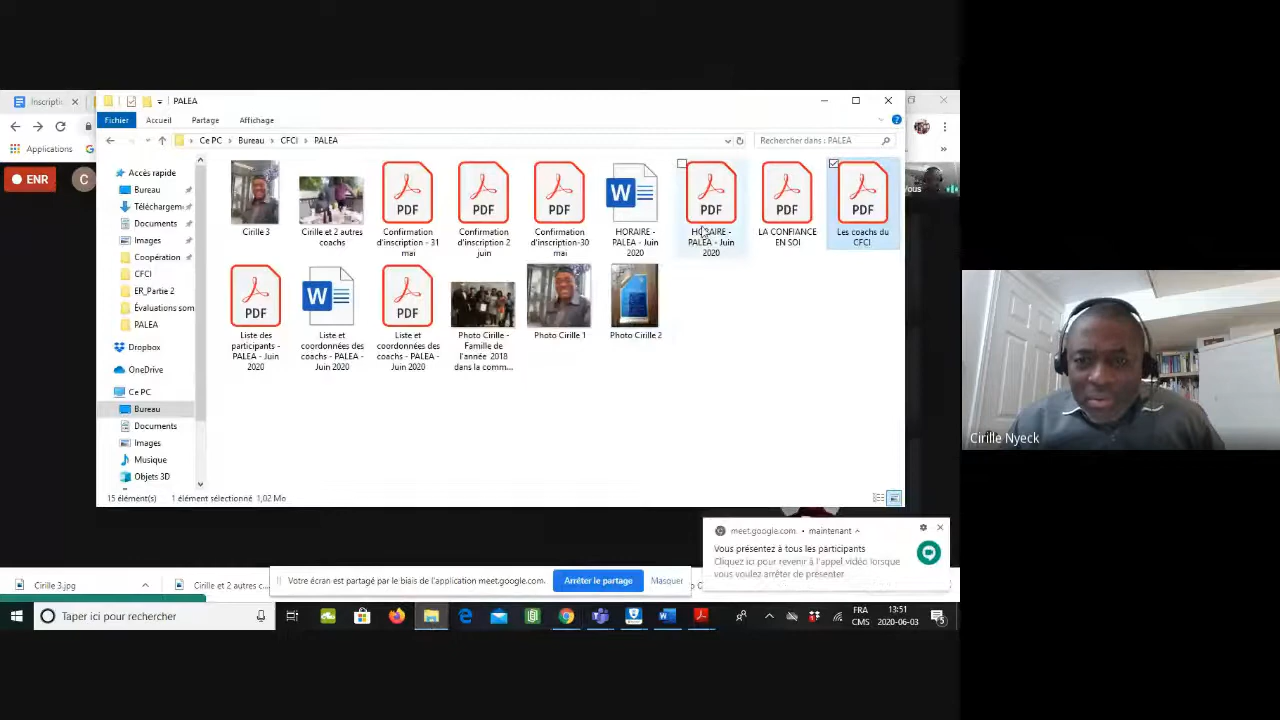 Inscripti
PALEA
Fichier
Accueil
Partage
Affichage
Ce PC > Bureau > CFCI > PALEA
Rechercher dans : PALEA
Applications
G
ENR
C
Vous
Accès rapide
Bureau
Téléchargem
Documents
Images
Coopération
CFCI
ER_Partie 2
Évaluations som
PALEA
Dropbox
OneDrive
Ce PC
Bureau
Documents
Images
Musique
Objets 3D
Cirille 3
Cirille et 2 autres
coachs
PDF
Confirmation
d'inscription - 31
mai
PDF
Confirmation
d'inscription 2
juin
PDF
Confirmation
d'inscription-30
mai
W
HORAIRE -
PALEA - Juin
2020
PDF
HORAIRE -
PALEA - Juin
2020
PDF
LA CONFIANCE
EN SOI
PDF
Les coachs du
CFCI
PDF
Liste des
participants -
PALEA - Juin
2020
W
Liste et
coordonnées des
coachs - PALEA -
Juin 2020
PDF
Liste et
coordonnées des
coachs - PALEA -
Juin 2020
Photo Cirille -
Famille de
l'année 2018
dans la comm...
Photo Cirille 1
Photo Cirille 2
15 élément(s)
1 élément sélectionné 1,02 Mo
Cirille Nyeck
meet.google.com • maintenant
Vous présentez à tous les participants
Cliquez ici pour revenir à l'appel vidéo lorsque
vous voulez arrêter de présenter
Cirille 3.jpg
Cirille et 2 autres c...
Votre écran est partagé par le biais de l'application meet.google.com.
Arrêter le partage
Masquer
Taper ici pour rechercher
FRA
CMS
13:51
2020-06-03
5